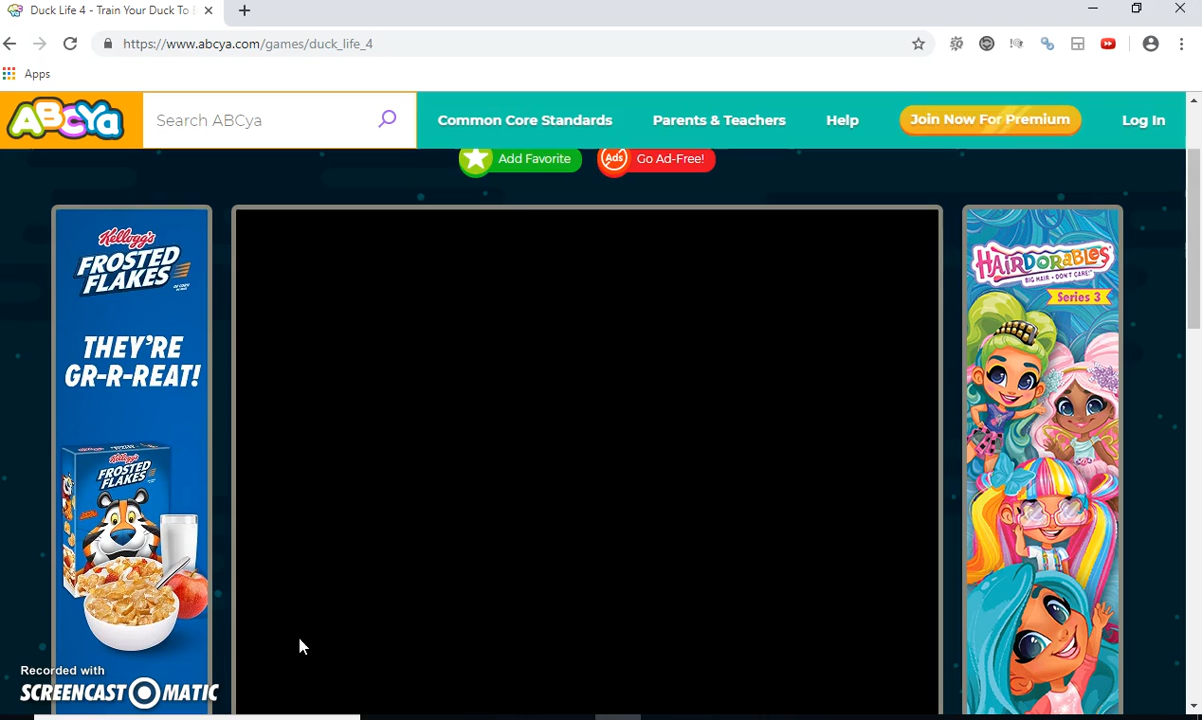 Duck Life 4 - Train Your Duck To
https://www.abcya.com/games/duck_life_4
Apps
ABCYa
Search ABCya
Common Core Standards
Parents & Teachers
Help
Join Now For Premium
Log In
Add Favorite
Ads
Go Ad-Free!
Kellogg's
FROSTED
FLAKES
THEY'RE
GR-R-REAT!
Kellogg's
FROSTED
FLAKES
HAIRDORABLES
BIG HAIR • DON'T CARE™
Series 3
Recorded with
SCREENCAST MATIC